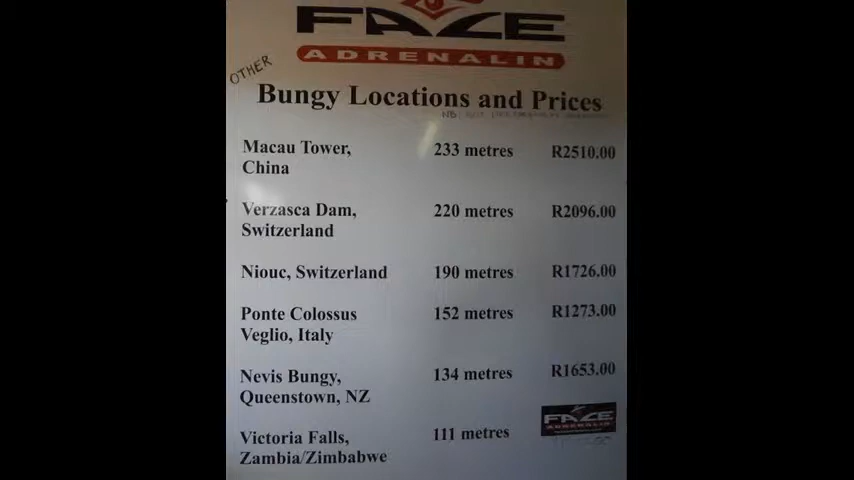 FACE
ADRENALIN
OTHER
Bungy Locations and Prices
Macau Tower, 233 metres R2510.00
China
Verzasca Dam, 220 metres R2096.00
Switzerland
Niouc, Switzerland 190 metres R1726.00
Ponte Colossus 152 metres R1273.00
Veglio, Italy
Nevis Bungy, 134 metres R1653.00
Queenstown, NZ
FACE
ADRENALIN
Victoria Falls, 111 metres
Zambia/Zimbabwe